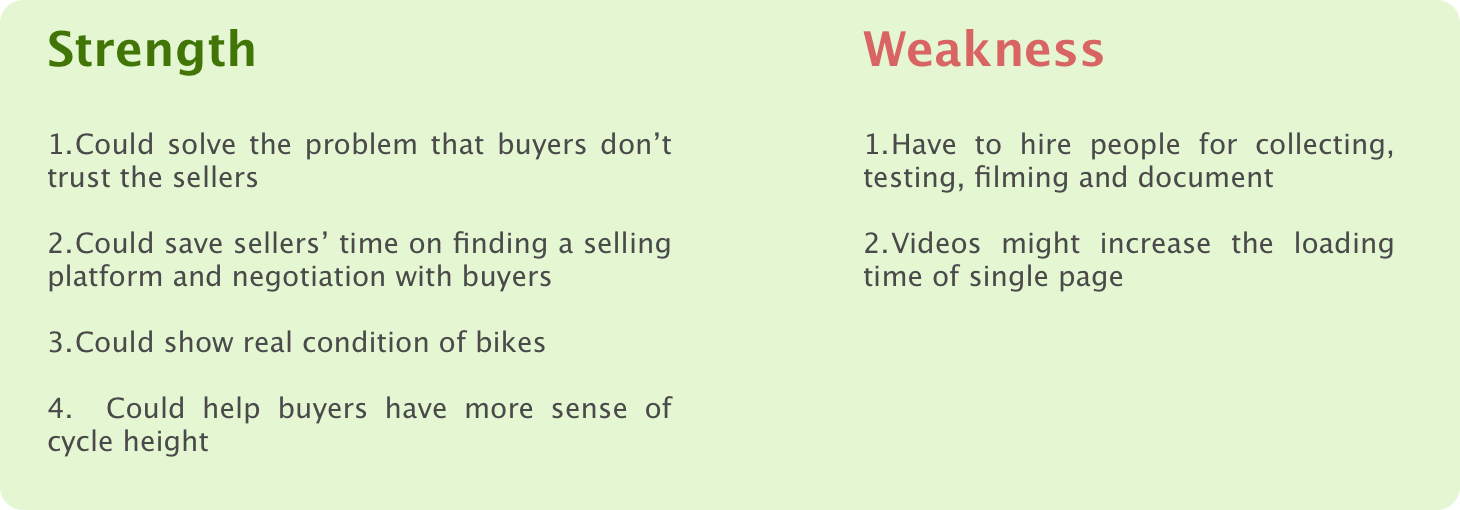 Strength
1.Could solve the problem that buyers don’t
trust the sellers
2.Could save sellers’ time on finding a selling
platform and negotiation with buyers
3.Could show real condition of bikes
4. Could help buyers have more sense of
cycle height
Weakness
1.Have to hire people for collecting,
testing, filming and document
2.Videos might increase the loading
time of single page